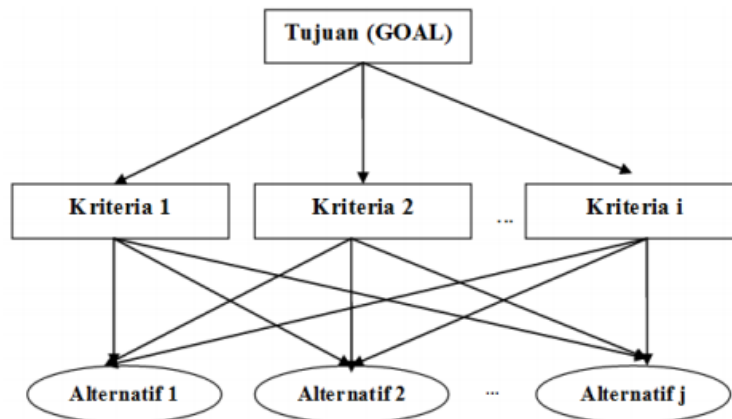 Tujuan (GOAL)
Kriteria 1
Kriteria 2
...
Kriteria i
Alternatif 1
Alternatif 2
...
Alternatif j